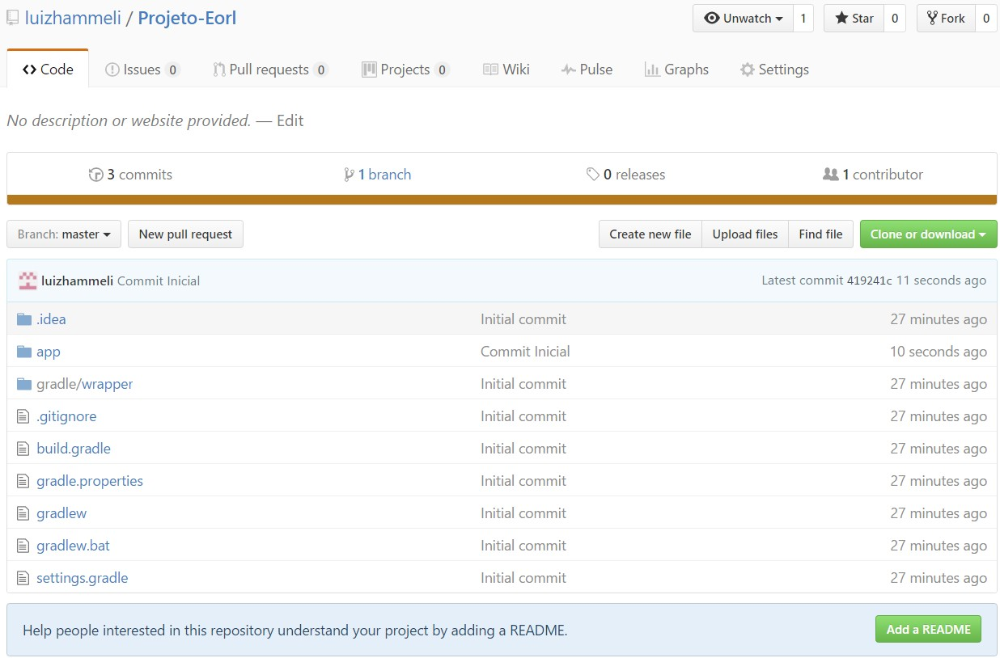 luizhammeli / Projeto-Eorl Unwatch 1 Star 0 Fork 0
Code Issues 0 Pull requests 0 Projects 0 Wiki Pulse Graphs Settings
No description or website provided. — Edit
3 commits 1 branch 0 releases 1 contributor
Branch: master New pull request Create new file Upload files Find file Clone or download
luizhammeli Commit Inicial Latest commit 419241c 11 seconds ago
.idea Initial commit 27 minutes ago
app Commit Inicial 10 seconds ago
gradle/wrapper Initial commit 27 minutes ago
.gitignore Initial commit 27 minutes ago
build.gradle Initial commit 27 minutes ago
gradle.properties Initial commit 27 minutes ago
gradlew Initial commit 27 minutes ago
gradlew.bat Initial commit 27 minutes ago
settings.gradle Initial commit 27 minutes ago
Help people interested in this repository understand your project by adding a README. Add a README